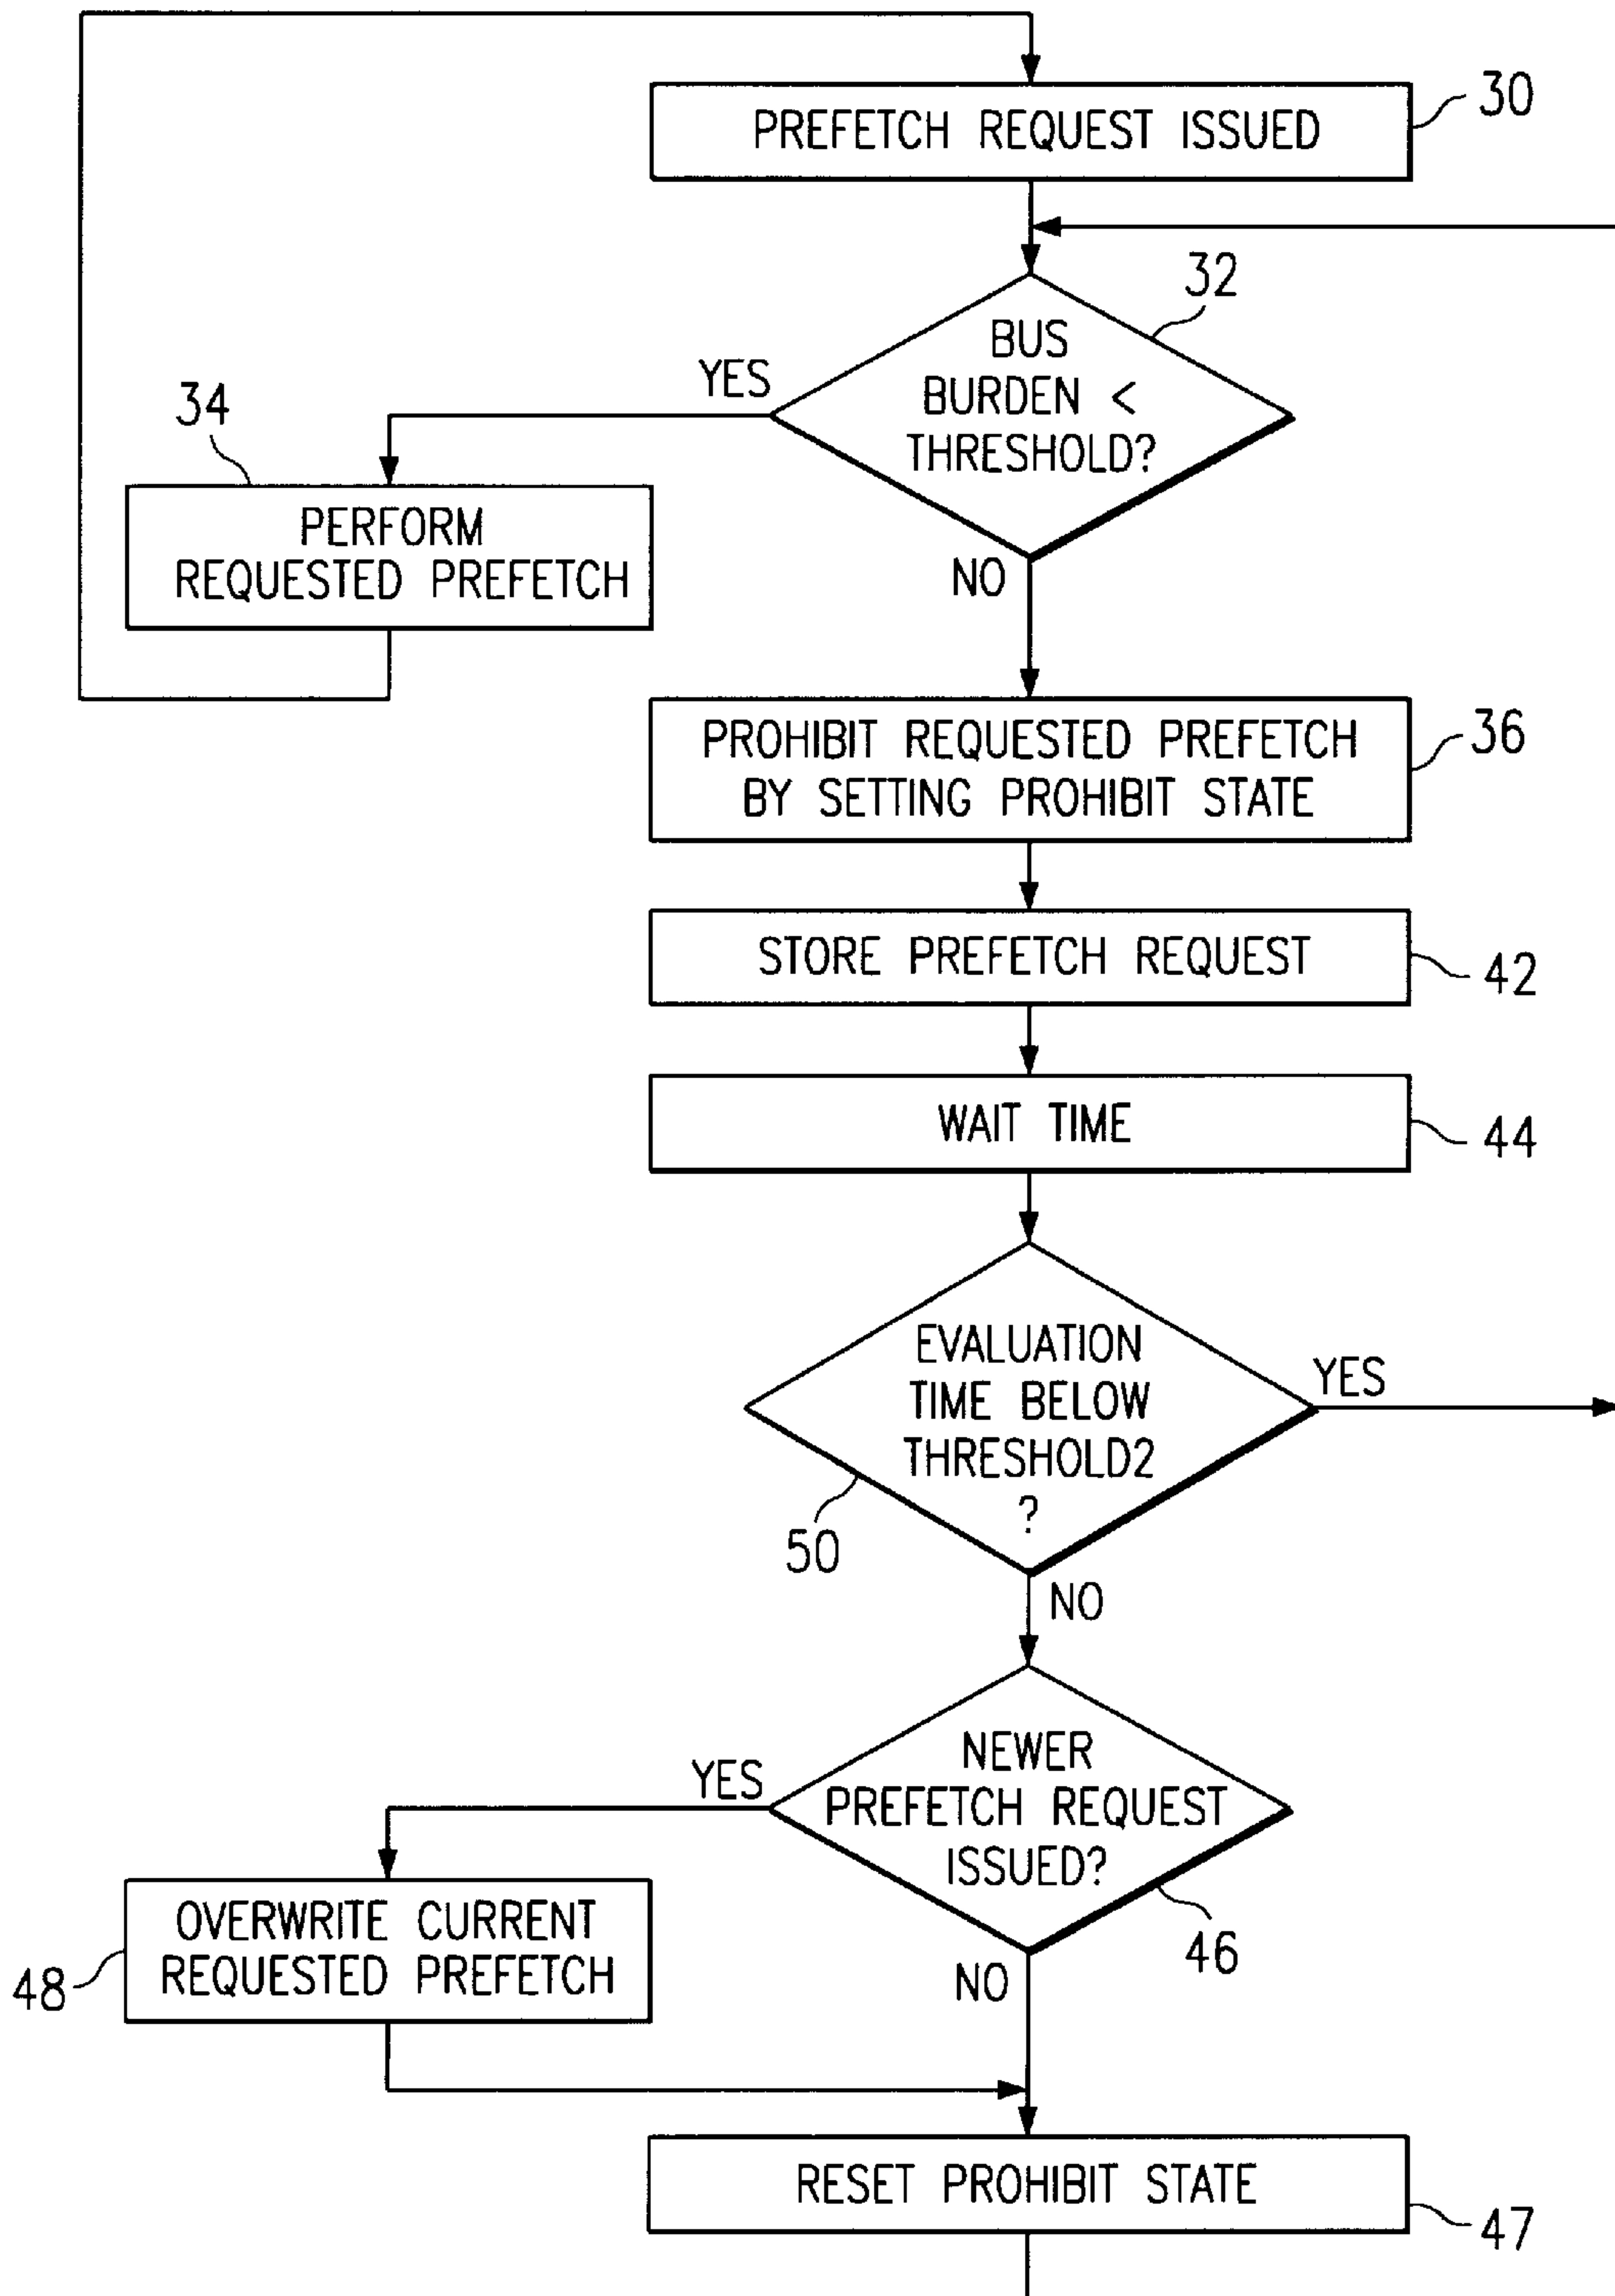 PREFETCH REQUEST ISSUED
30
BUS
BURDEN <
THRESHOLD?
32
YES
34
PERFORM
REQUESTED PREFETCH
NO
PROHIBIT REQUESTED PREFETCH
BY SETTING PROHIBIT STATE
36
STORE PREFETCH REQUEST
42
WAIT TIME
44
EVALUATION
TIME BELOW
THRESHOLD2
?
YES
50
NO
NEWER
PREFETCH REQUEST
ISSUED?
YES
46
OVERWRITE CURRENT
REQUESTED PREFETCH
48
NO
RESET PROHIBIT STATE
47